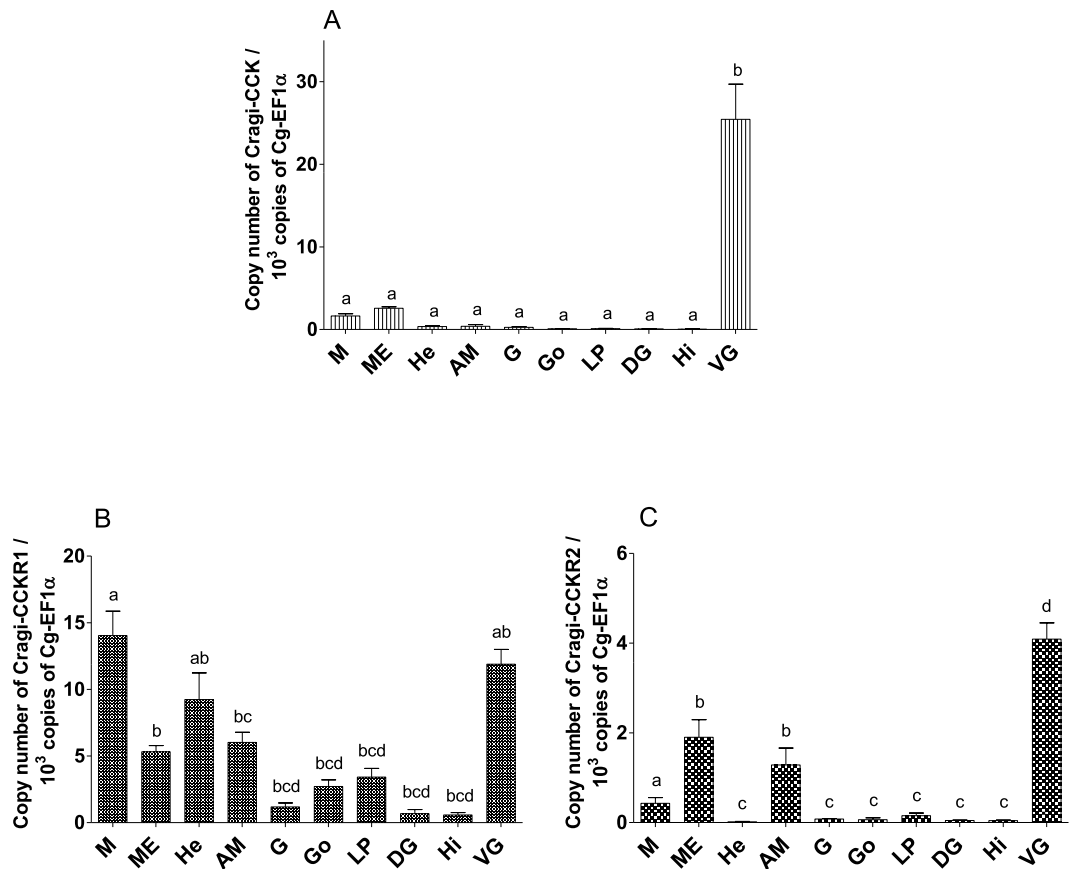 A
Copy number of Cragi-CCK /
10³ copies of Cg-EF1α
30
20
10
0
a a a a a a a a a b
M ME He AM G Go LP DG Hi VG
B
Copy number of Cragi-CCKR1 /
10³ copies of Cg-EF1α
20
15
10
5
0
a b ab bc bcd bcd bcd bcd bcd ab
M ME He AM G Go LP DG Hi VG
C
Copy number of Cragi-CCKR2 /
10³ copies of Cg-EF1α
6
4
2
0
a b c b c c c c c d
M ME He AM G Go LP DG Hi VG